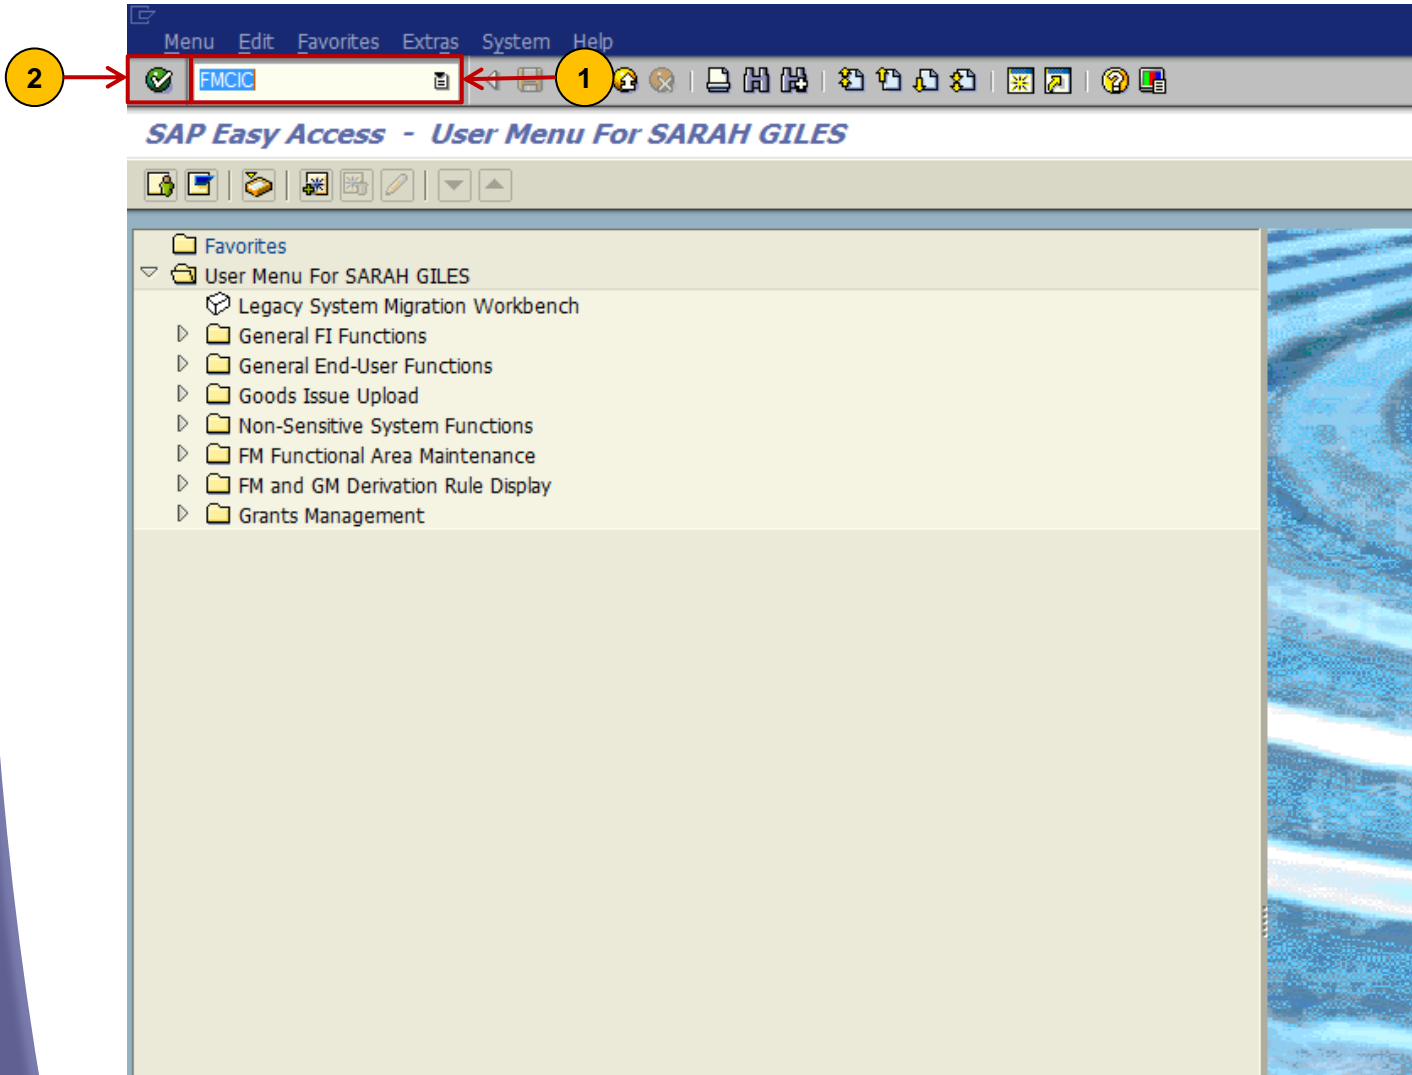 Menu Edit Favorites Extras System Help
2 FMCIC 1
SAP Easy Access - User Menu For SARAH GILES
Favorites
User Menu For SARAH GILES
Legacy System Migration Workbench
General FI Functions
General End-User Functions
Goods Issue Upload
Non-Sensitive System Functions
FM Functional Area Maintenance
FM and GM Derivation Rule Display
Grants Management